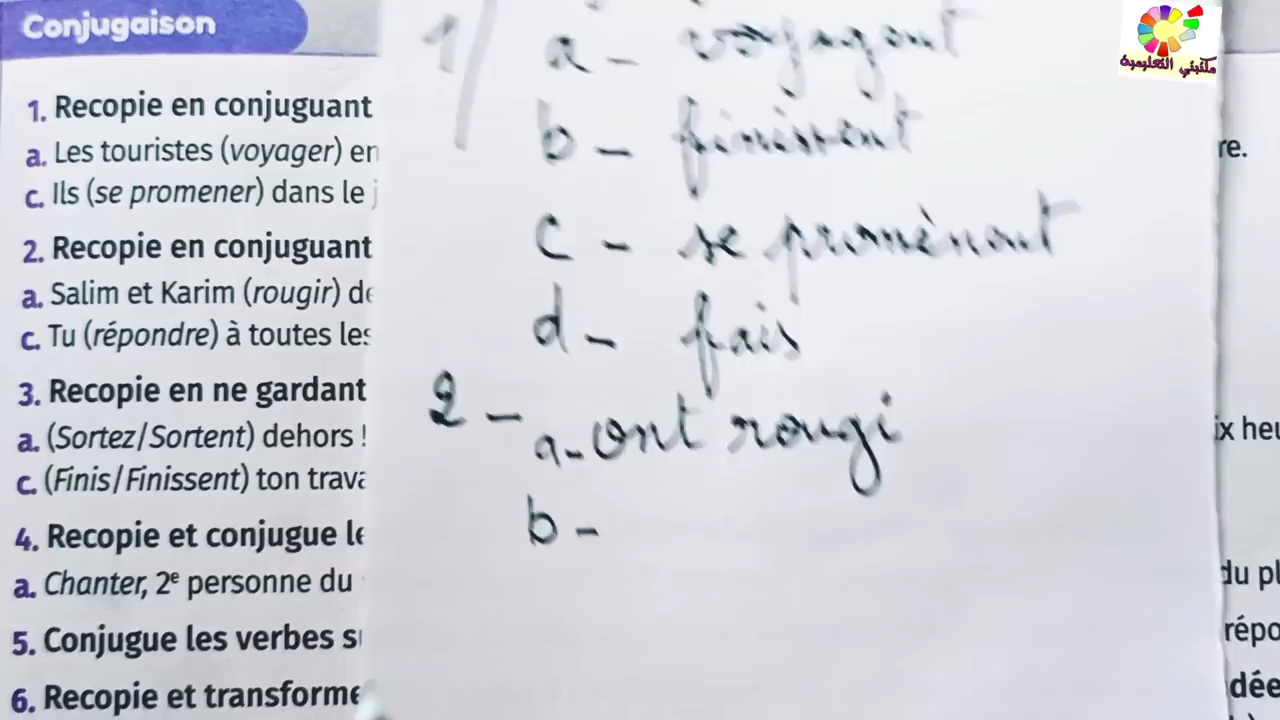 Conjugaison
1. Recopie en conjuguant
a. Les touristes (voyager) en
c. Ils (se promener) dans le
2. Recopie en conjuguant
a. Salim et Karim (rougir) de
c. Tu (répondre) à toutes les
3. Recopie en ne gardant
a. (Sortez/Sortent) dehors !
c. (Finis/Finissent) ton trava
4. Recopie et conjugue le
a. Chanter, 2e personne du
5. Conjugue les verbes s
6. Recopie et transforme
1/ a - voyagent
b - finissent
c - se promènent
d - fais
2 - a - ont rougi
b -
re.
ix heu
du pl
répo
dée
مكتبتي التعليمية